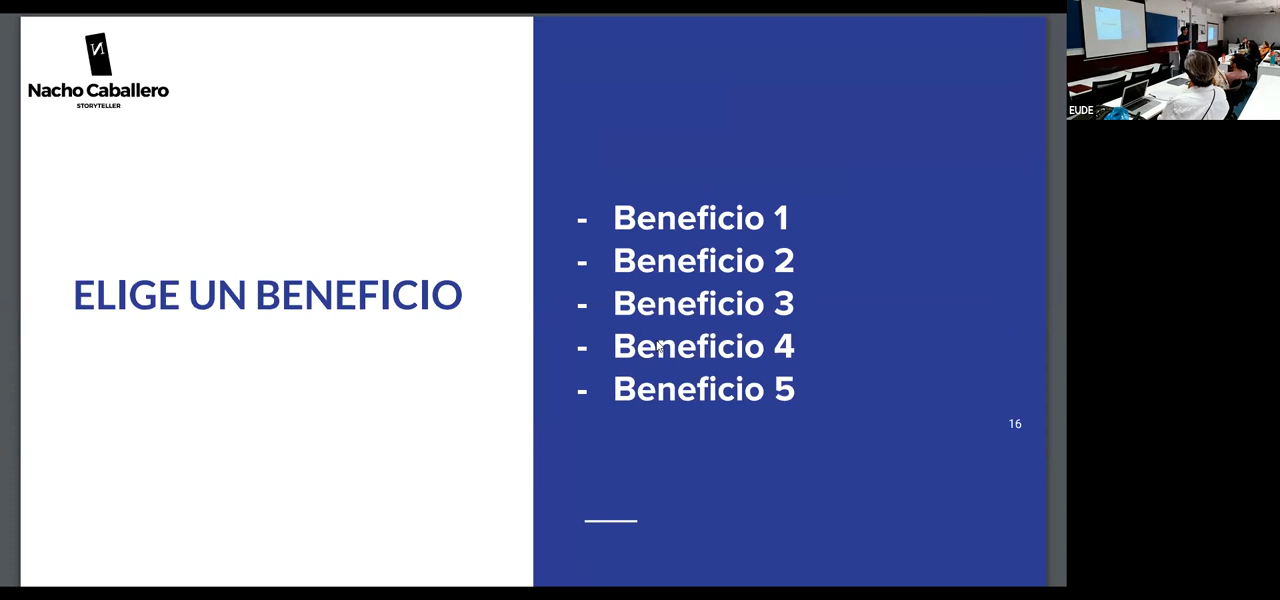 Nacho Caballero
STORYTELLER
ELIGE UN BENEFICIO
- Beneficio 1
- Beneficio 2
- Beneficio 3
- Beneficio 4
- Beneficio 5
16
EUDE